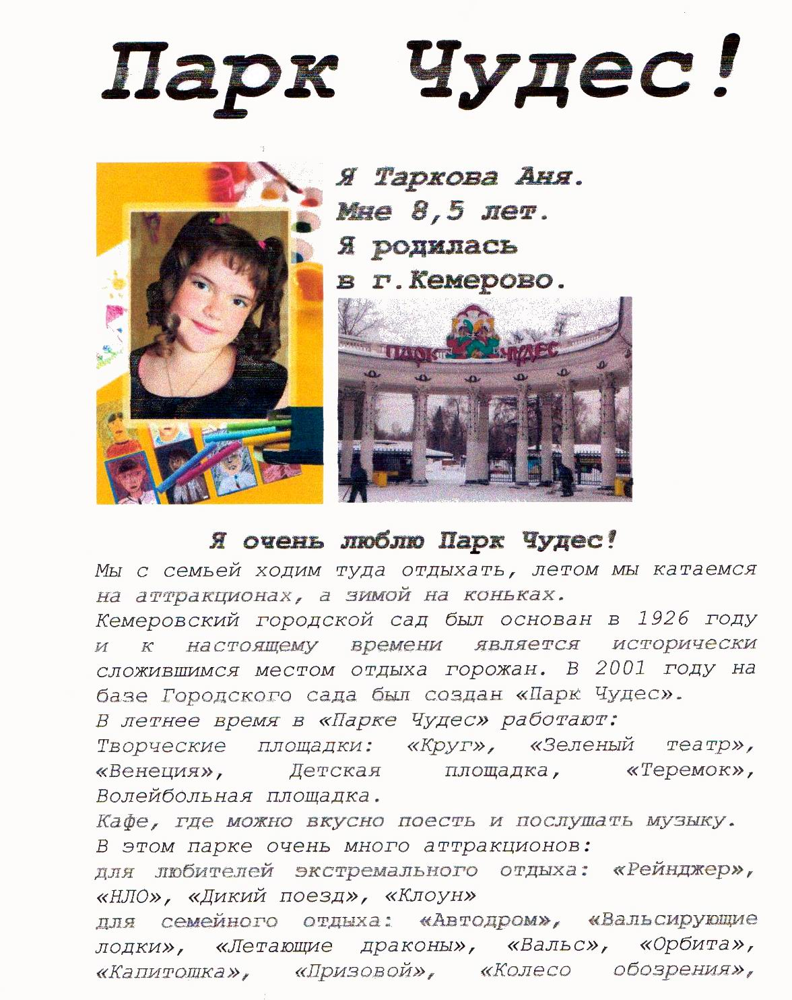 Парк Чудес!
Я Таркова Аня.
Мне 8,5 лет.
Я родилась
в г.Кемерово.
ПАРК ЧУДЕС
Я очень люблю Парк Чудес!
Мы с семьей ходим туда отдыхать, летом мы катаемся
на аттракционах, а зимой на коньках.
Кемеровский городской сад был основан в 1926 году
и к настоящему времени является исторически
сложившимся местом отдыха горожан. В 2001 году на
базе Городского сада был создан «Парк Чудес».
В летнее время в «Парке Чудес» работают:
Творческие площадки: «Круг», «Зеленый театр»,
«Венеция», Детская площадка, «Теремок»,
Волейбольная площадка.
Кафе, где можно вкусно поесть и послушать музыку.
В этом парке очень много аттракционов:
для любителей экстремального отдыха: «Рейнджер»,
«НЛО», «Дикий поезд», «Клоун»
для семейного отдыха: «Автодром», «Вальсирующие
лодки», «Летающие драконы», «Вальс», «Орбита»,
«Капитошка», «Призовой», «Колесо обозрения»,